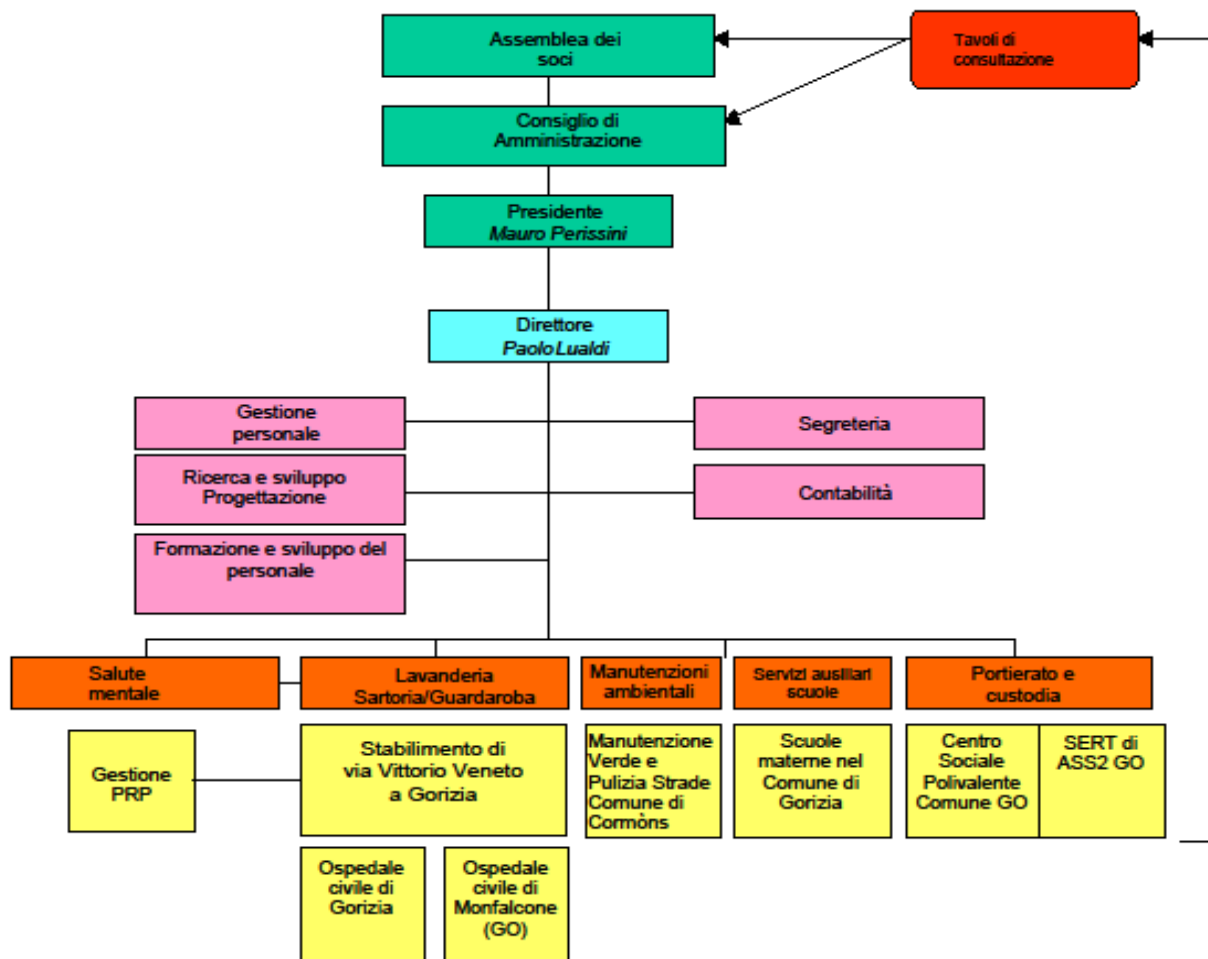 Assemblea dei
soci
Tavoli di
consultazione
Consiglio di
Amministrazione
Presidente
Mauro Perissini
Direttore
Paolo Lualdi
Gestione
personale
Segreteria
Ricerca e sviluppo
Progettazione
Contabilità
Formazione e sviluppo del
personale
Salute
mentale
Lavanderia
Sartoria/Guardaroba
Manutenzioni
ambientali
Servizi ausiliari
scuole
Portierato e
custodia
Gestione
PRP
Stabilimento di
via Vittorio Veneto
a Gorizia
Manutenzione
Verde e
Pulizia Strade
Comune di
Cormòns
Scuole
materne nel
Comune di
Gorizia
Centro
Sociale
Polivalente
Comune GO
SERT di
ASS2 GO
Ospedale
civile di
Gorizia
Ospedale
civile di
Monfalcone
(GO)